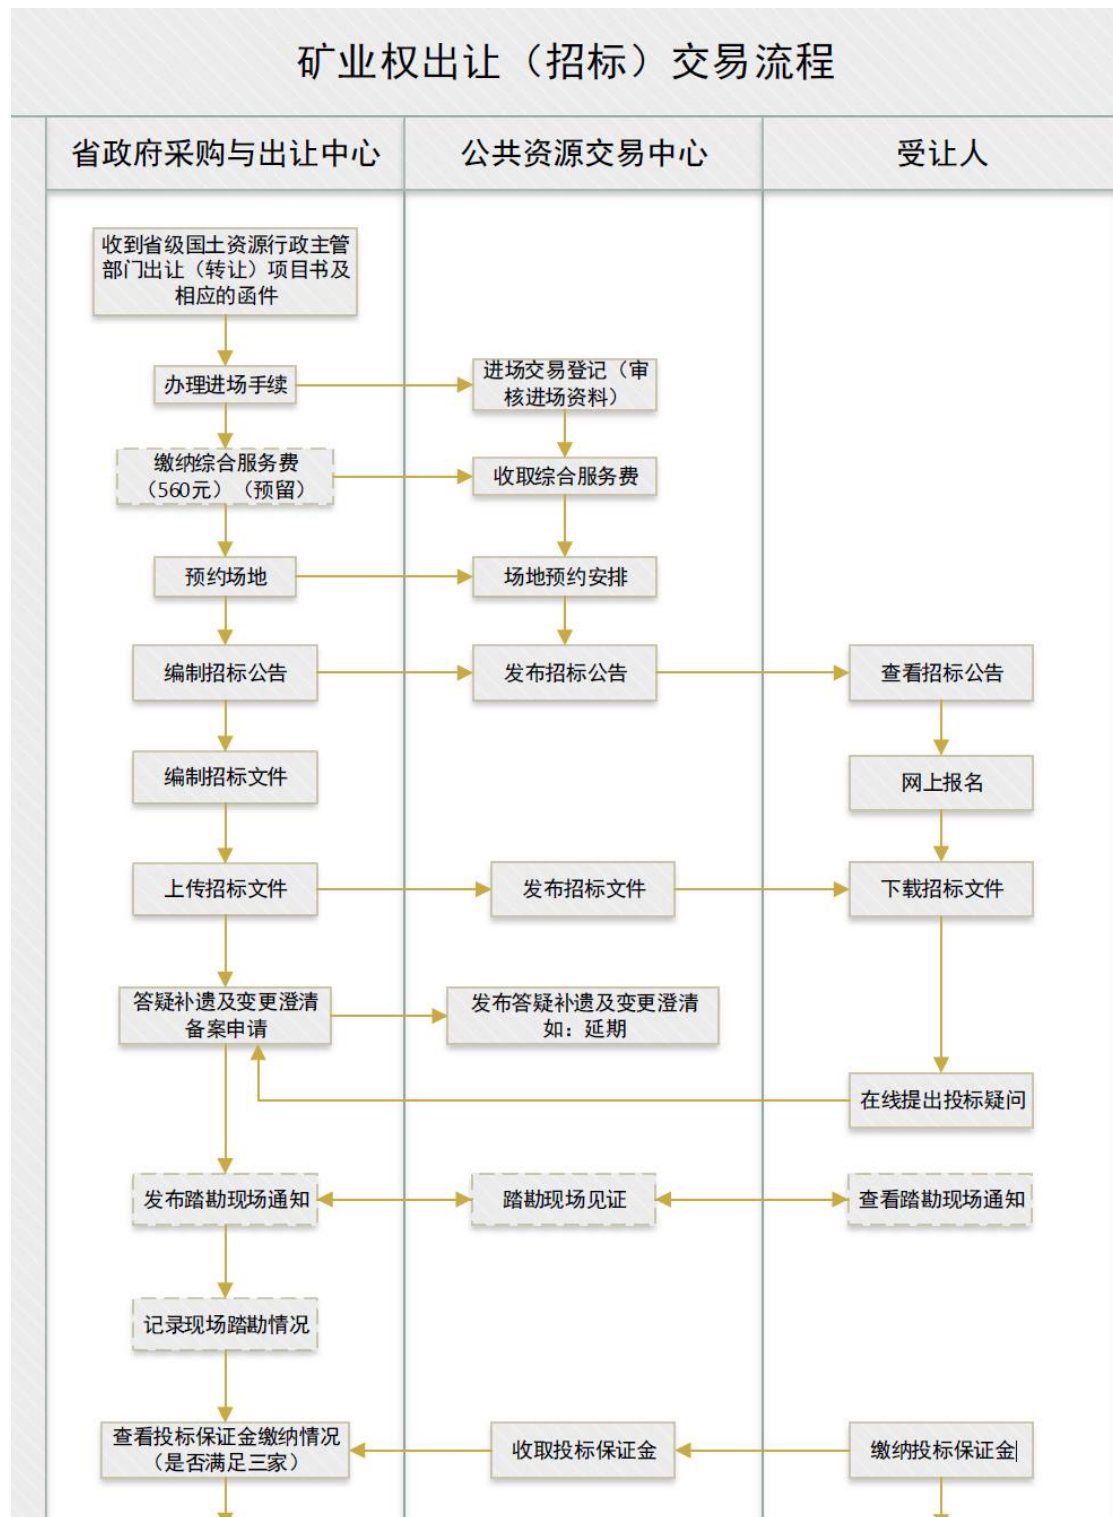 矿业权出让（招标）交易流程
省政府采购与出让中心
公共资源交易中心
受让人
收到省级国土资源行政主管
部门出让（转让）项目书及
相应的函件
办理进场手续
进场交易登记（审
核进场资料）
缴纳综合服务费
（560元）（预留）
收取综合服务费
预约场地
场地预约安排
编制招标公告
发布招标公告
查看招标公告
编制招标文件
网上报名
上传招标文件
发布招标文件
下载招标文件
答疑补遗及变更澄清
备案申请
发布答疑补遗及变更澄清
如：延期
在线提出投标疑问
发布踏勘现场通知
踏勘现场见证
查看踏勘现场通知
记录现场踏勘情况
查看投标保证金缴纳情况
（是否满足三家）
收取投标保证金
缴纳投标保证金